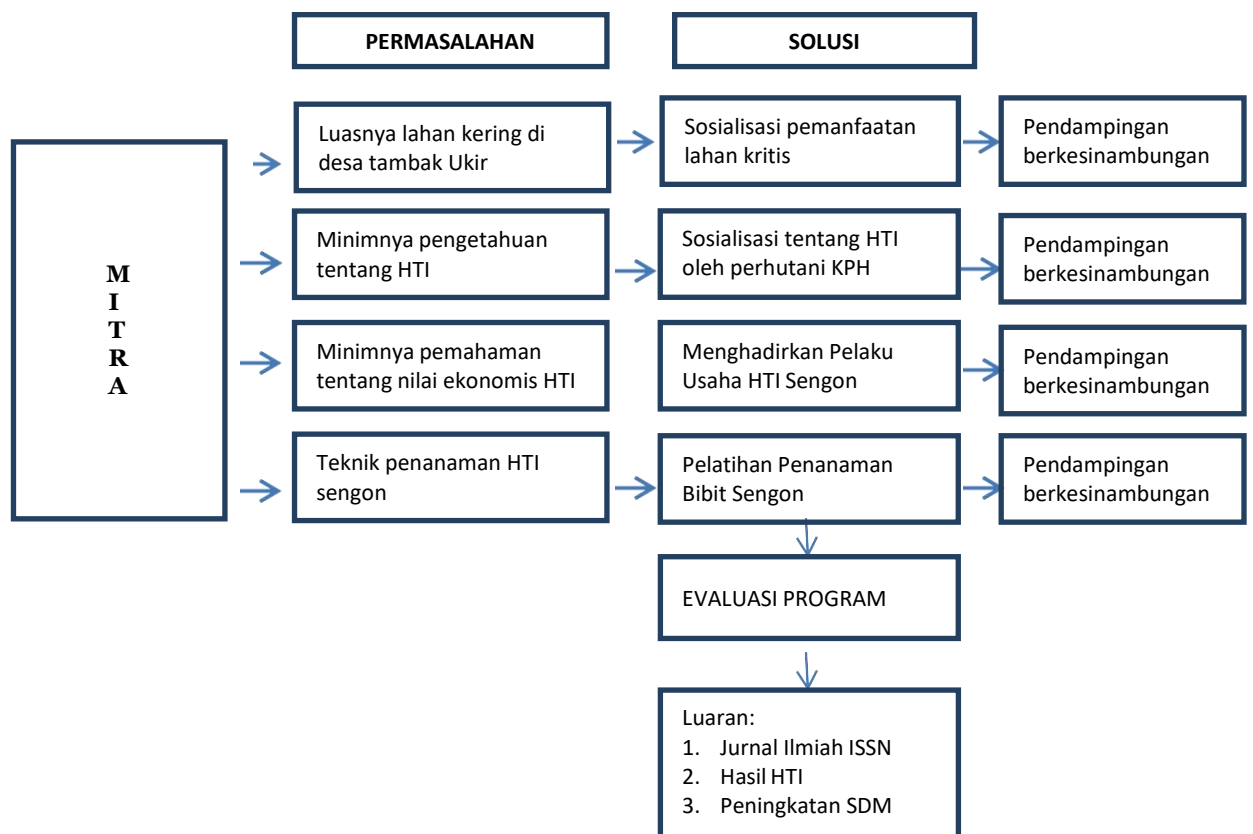 PERMASALAHAN
SOLUSI
M
I
T
R
A
Luasnya lahan kering di
desa tambak Ukir
Sosialisasi pemanfaatan
lahan kritis
Pendampingan
berkesinambungan
Minimnya pengetahuan
tentang HTI
Sosialisasi tentang HTI
oleh perhutani KPH
Pendampingan
berkesinambungan
Minimnya pemahaman
tentang nilai ekonomis HTI
Menghadirkan Pelaku
Usaha HTI Sengon
Pendampingan
berkesinambungan
Teknik penanaman HTI
sengon
Pelatihan Penanaman
Bibit Sengon
Pendampingan
berkesinambungan
EVALUASI PROGRAM
Luaran:
1. Jurnal Ilmiah ISSN
2. Hasil HTI
3. Peningkatan SDM